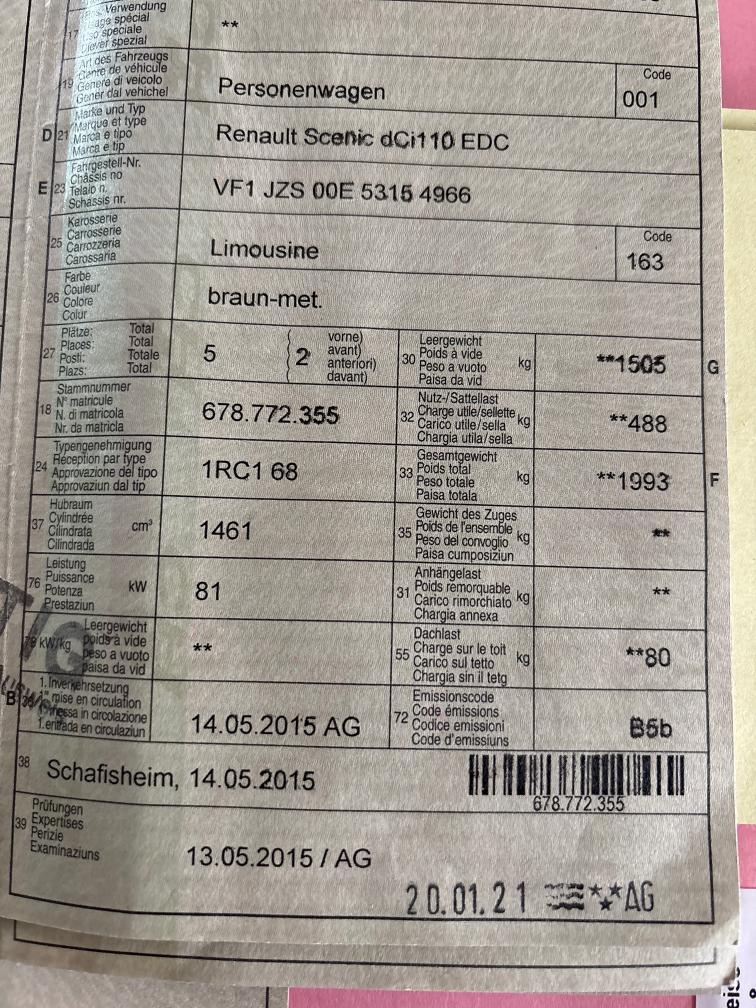 Verwendung
17
Usage spécial
Uso speciale
Diever spezial
**
Art des Fahrzeugs
19
Genre de véhicule
Genere di veicolo
Gener dal vehichel
Personenwagen
Code
001
D
21
Marke und Typ
Marque et type
Marca e tipo
Marca e tip
Renault Scenic dCi110 EDC
E
23
Fahrgestell-Nr.
Châssis no
Telaio n.
Schassis nr.
VF1 JZS 00E 5315 4966
25
Karosserie
Carrosserie
Carrozzeria
Carossaria
Limousine
Code
163
26
Farbe
Couleur
Colore
Colur
braun-met.
27
Plätze: Total
Places: Total
Posti: Totale
Plazs: Total
5
2
vorne)
avant)
anteriori)
davant)
30
Leergewicht
Poids à vide
Peso a vuoto
Paisa da vid
kg
**1505
G
18
Stammnummer
N° matricule
N. di matricola
Nr. da matricla
678.772.355
32
Nutz-/Sattellast
Charge utile/sellette
Carico utile/sella
Chargia utila/sella
kg
**488
24
Typengenehmigung
Réception par type
Approvazione del tipo
Approvaziun dal tip
1RC1 68
33
Gesamtgewicht
Poids total
Peso totale
Paisa totala
kg
**1993
F
37
Hubraum
Cylindrée
Cilindrata
Cilindrada
cm³
1461
35
Gewicht des Zuges
Poids de l'ensemble
Peso del convoglio
Paisa cumposiziun
kg
**
76
Leistung
Puissance
Potenza
Prestaziun
kW
81
31
Anhängelast
Poids remorquable
Carico rimorchiato
Chargia annexa
kg
**
78 kW/kg
Leergewicht
poids à vide
peso a vuoto
paisa da vid
**
55
Dachlast
Charge sur le toit
Carico sul tetto
Chargia sin il tetg
kg
**80
B
1. Inverkehrsetzung
mise en circulation
messa in circolazione
1. entrada en circulaziun
14.05.2015 AG
72
Emissionscode
Code émissions
Codice emissioni
Code d'emissiuns
B5b
38
Schafisheim, 14.05.2015
678.772.355
39
Prüfungen
Expertises
Perizie
Examinaziuns
13.05.2015 / AG
20.01.21 AG